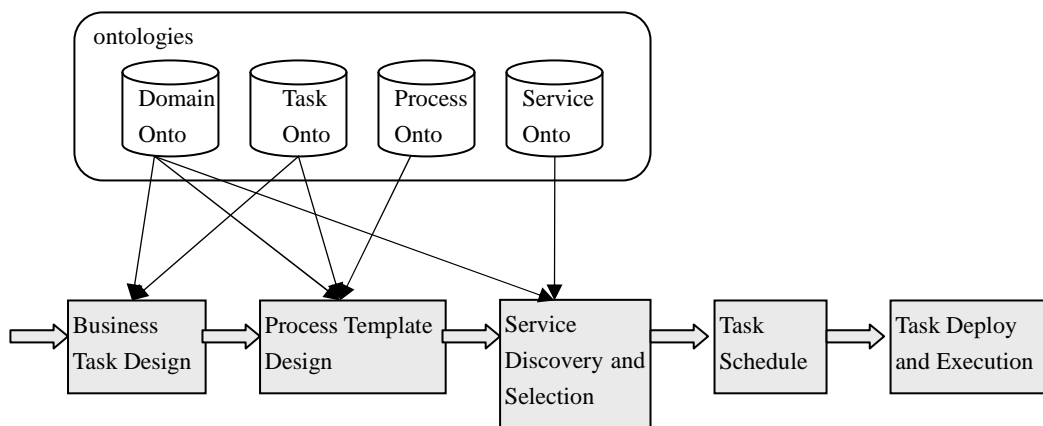 ontologies
Domain
Onto
Task
Onto
Process
Onto
Service
Onto
Business
Task Design
Process Template
Design
Service
Discovery and
Selection
Task
Schedule
Task Deploy
and Execution